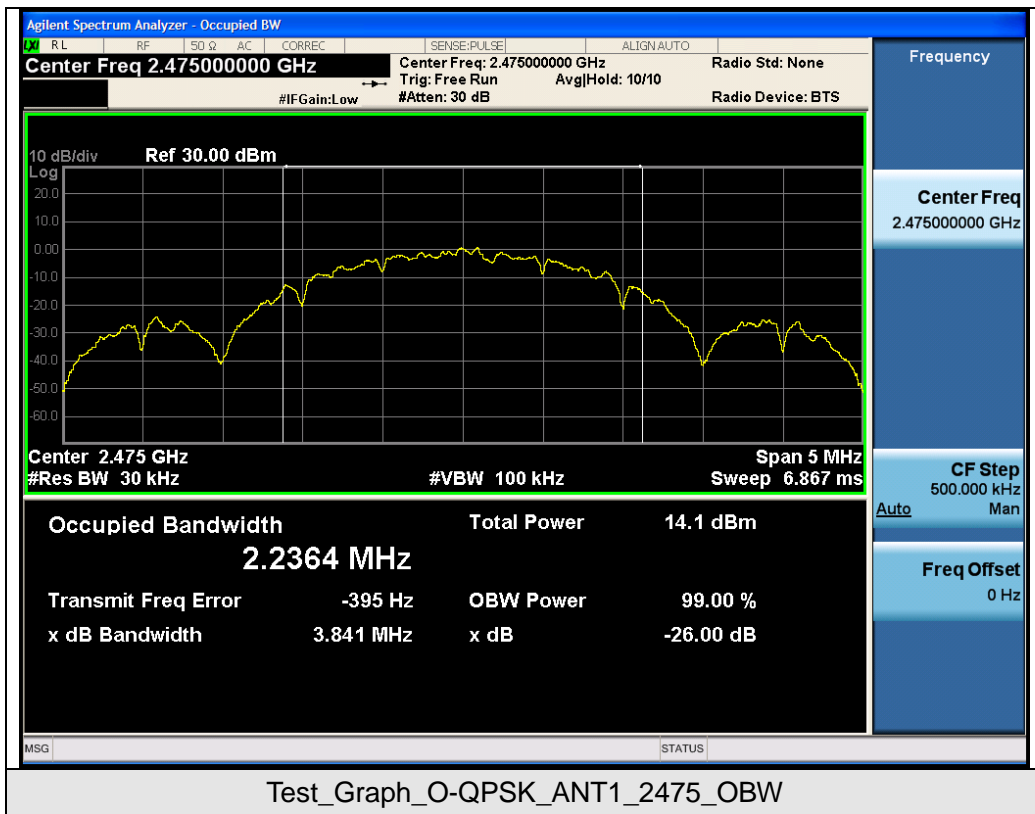 Agilent Spectrum Analyzer - Occupied BW
LXI RL RF 50 Ω AC CORREC SENSE:PULSE ALIGN AUTO
Center Freq 2.475000000 GHz
Center Freq: 2.475000000 GHz Radio Std: None
Trig: Free Run Avg|Hold: 10/10
#IFGain:Low #Atten: 30 dB Radio Device: BTS
10 dB/div Ref 30.00 dBm
Log
20.0
10.0
0.00
-10.0
-20.0
-30.0
-40.0
-50.0
-60.0
Center 2.475 GHz Span 5 MHz
#Res BW 30 kHz #VBW 100 kHz Sweep 6.867 ms
Occupied Bandwidth Total Power 14.1 dBm
2.2364 MHz
Transmit Freq Error -395 Hz OBW Power 99.00 %
x dB Bandwidth 3.841 MHz x dB -26.00 dB
Frequency
Center Freq
2.475000000 GHz
CF Step
500.000 kHz
Auto Man
Freq Offset
0 Hz
MSG STATUS
Test_Graph_O-QPSK_ANT1_2475_OBW